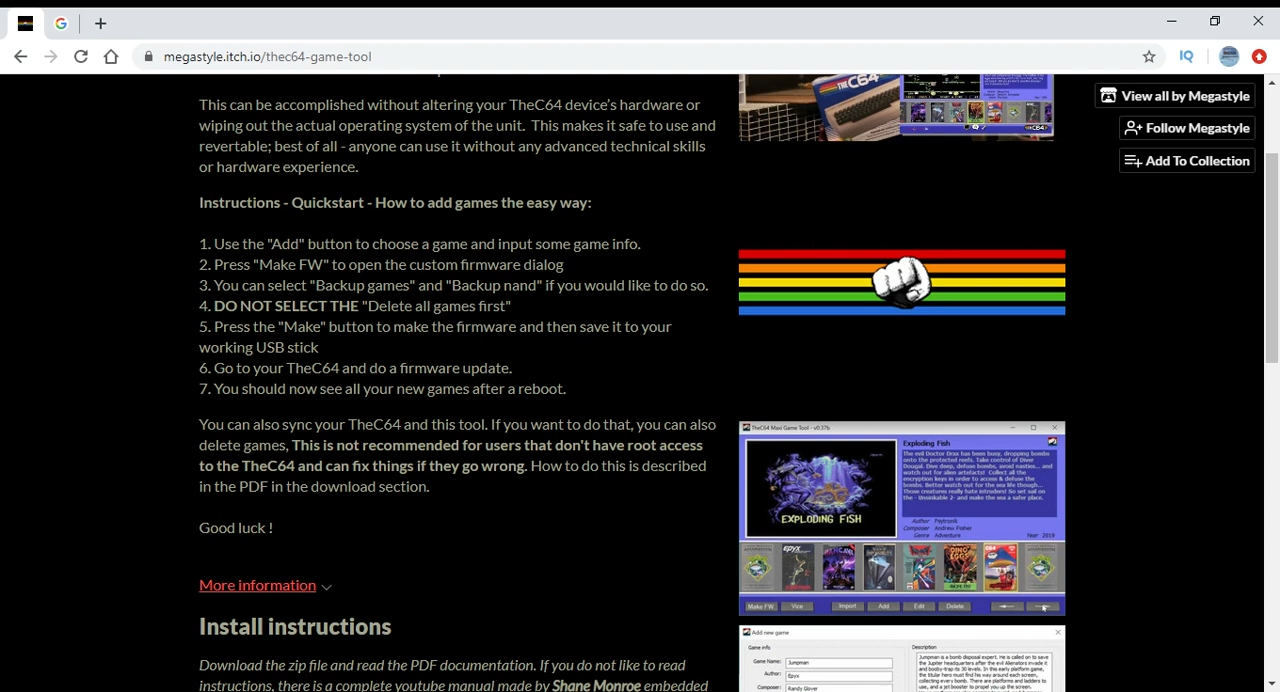 megastyle.itch.io/thec64-game-tool
View all by Megastyle
Follow Megastyle
Add To Collection
This is accomplished without altering your TheC64 device's hardware or
wiping out the actual operating system of the unit. This makes it safe to use and
revertable; best of all - anyone can use it without any advanced technical skills
or hardware experience.
Instructions - Quickstart - How to add games the easy way:
1. Use the "Add" button to choose a game and input some game info.
2. Press "Make FW" to open the custom firmware dialog
3. You can select "Backup games" and "Backup nand" if you would like to do so.
4. DO NOT SELECT THE "Delete all games first"
5. Press the "Make" button to make the firmware and then save it to your
working USB stick
6. Go to your TheC64 and do a firmware update.
7. You should now see all your new games after a reboot.
You can also sync your TheC64 and this tool. If you want to do that, you can also
delete games, This is not recommended for users that don't have root access
to fix things if they go wrong. How to do this is described
in the PDF in the download section.
Good luck !
More information
Install instructions
and read the PDF documentation. If you do not like to read
complete youtube manual made by Shane Monroe embedded
THEC64
THEC64
TheC64 Maxi Game Tool - v0.37b
EXPLODING FISH
Exploding Fish
The evil Doctor Drax has been busy, dropping bombs
onto the protected reefs. Take control of Diver
Dougal. Dive deep, defuse bombs, avoid nasties... and
watch out for alien artefacts! Collect all the
encryption keys in order to access & defuse the
bombs. Better watch out for the sea life though...
Those creatures really hate intruders! So set sail on
the - Unsinkable 2- and make the sea a safer place.
Author Psytronik
Composer Andrew Fisher
Genre Adventure
Year 2019
EPYX
Make FW
Vice
Import
Add
Edit
Delete
Add new game
Game info
Game Name: Jumpman
Author: Epyx
Composer: Randy Glover
Description
Jumpman is a bomb disposal expert. He is called on to save
the Jupiter headquarters after the evil Alienators invade it
and booby-trap its 30 levels. In this early platform game,
the titular hero must find his way around each screen,
collecting every bomb. There are platforms and ladders to
use, and a jet booster to propel you up the screen.